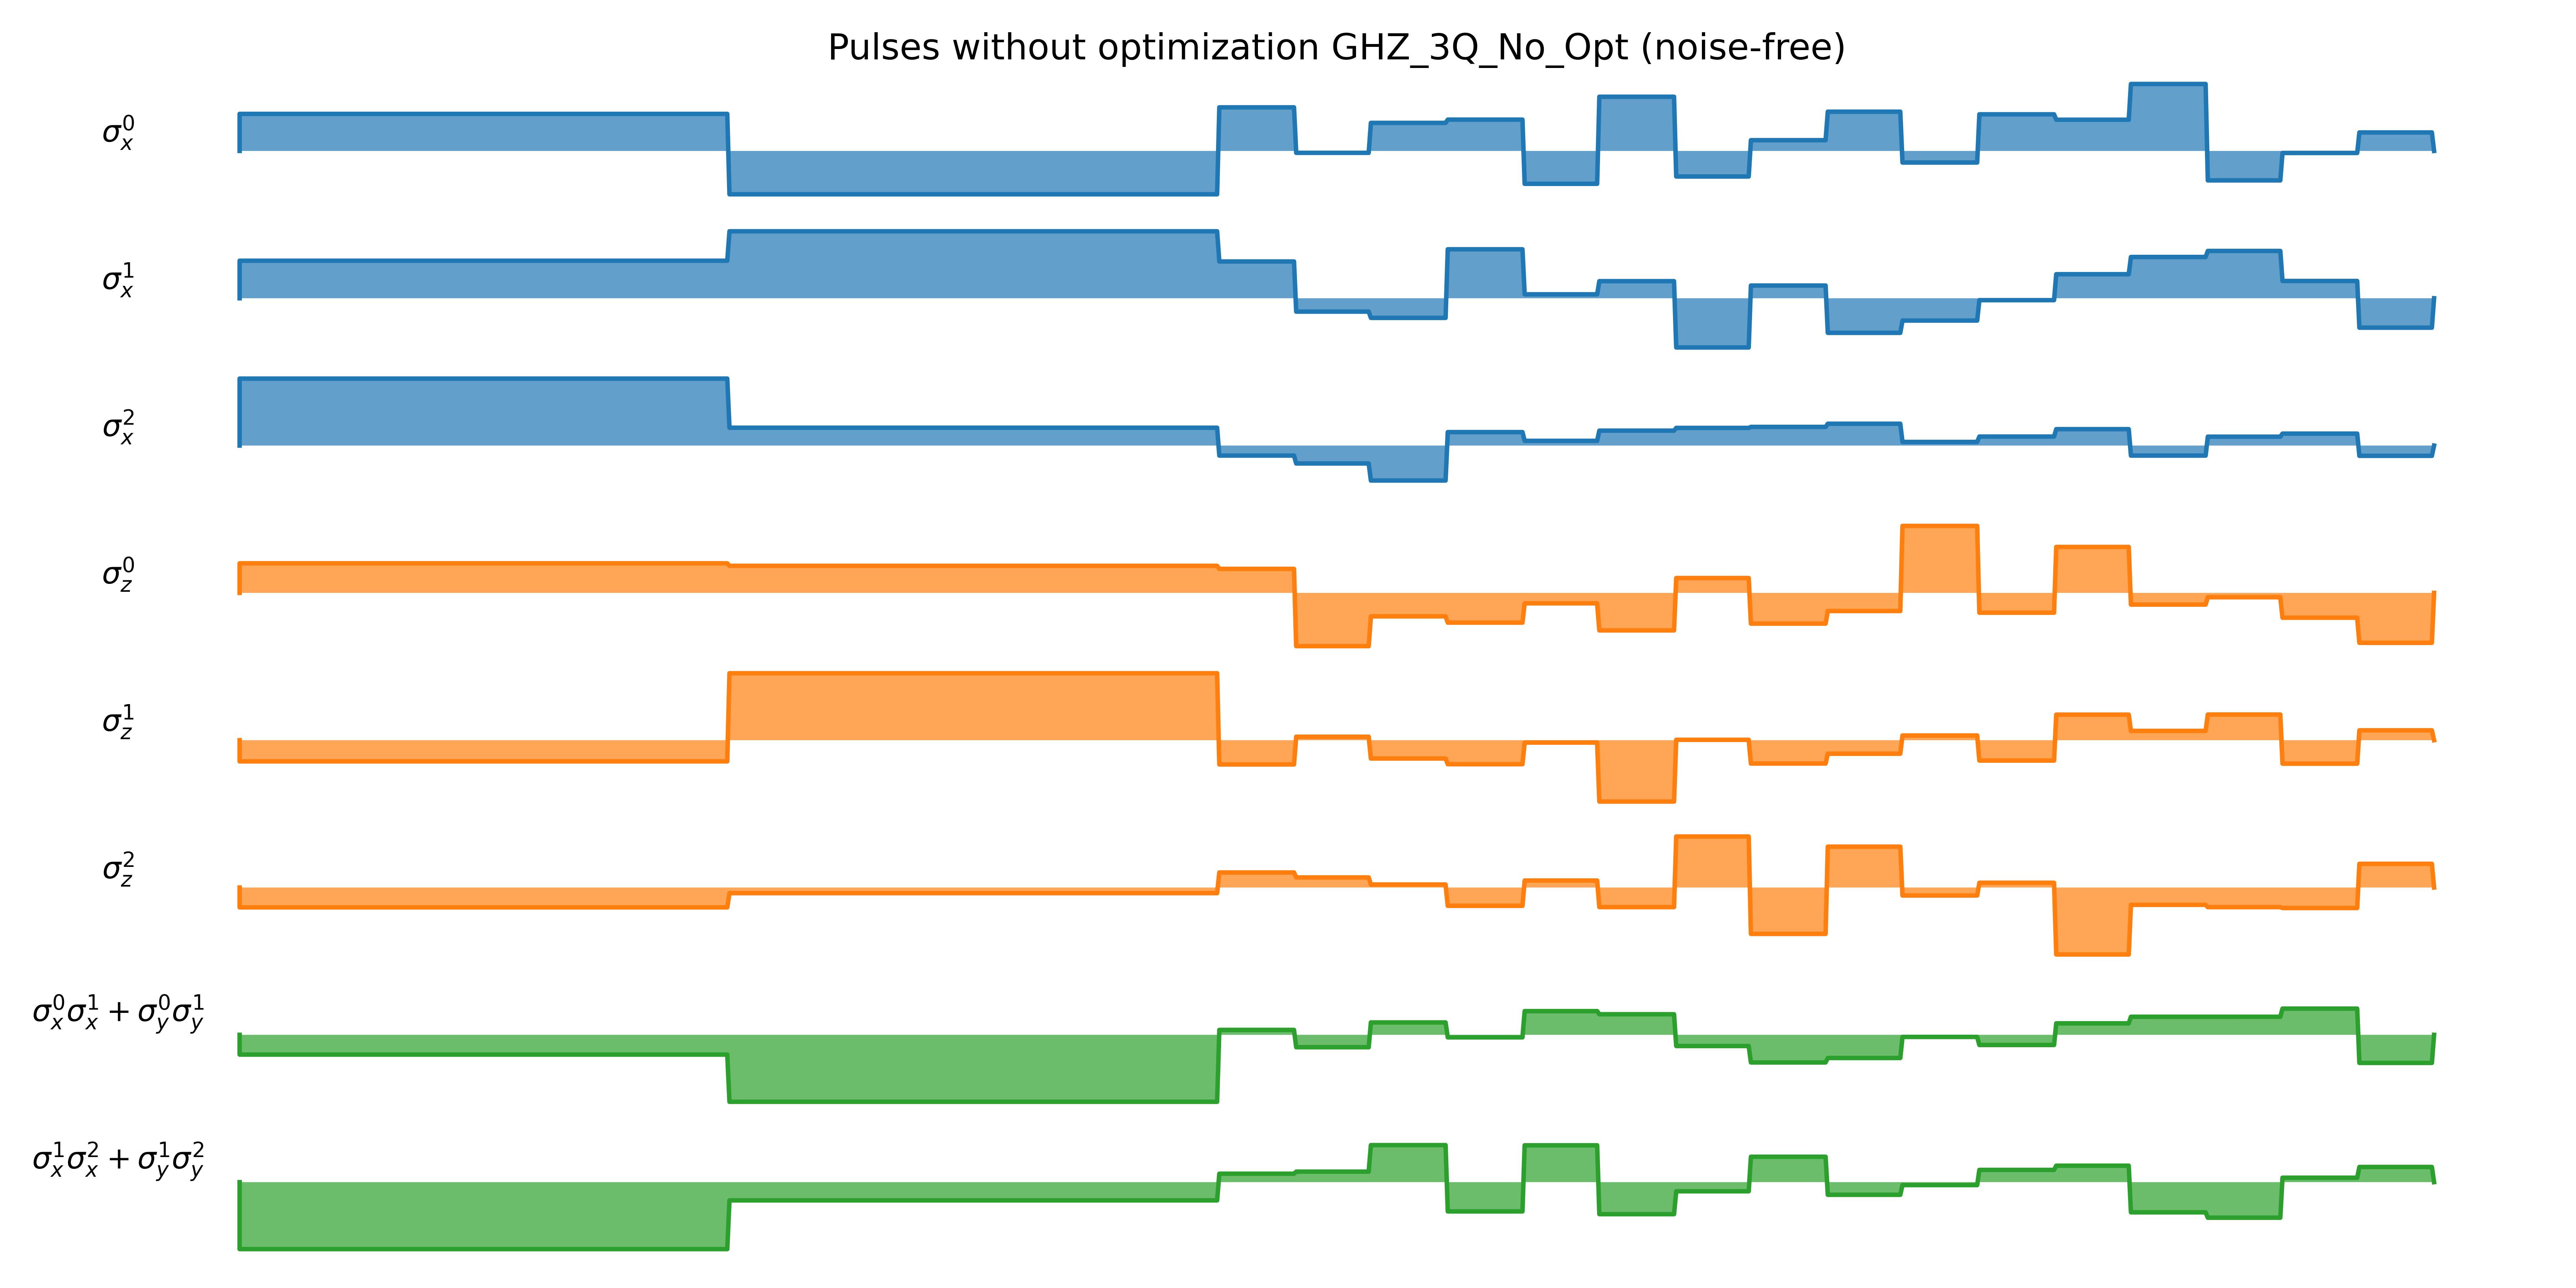 Pulses without optimization GHZ_3Q_No_Opt (noise-free)
σ_x^0
σ_x^1
σ_x^2
σ_z^0
σ_z^1
σ_z^2
σ_x^0σ_x^1 + σ_y^0σ_y^1
σ_x^1σ_x^2 + σ_y^1σ_y^2